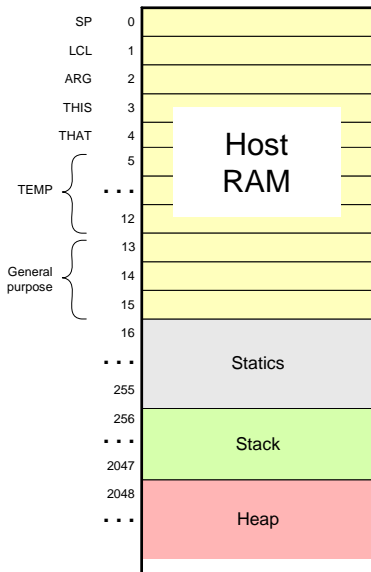 SP 0
LCL 1
ARG 2
THIS 3
THAT 4
5
TEMP
...
12
13
General
purpose
14
15
Host
RAM
16
...
255
Statics
256
...
2047
Stack
2048
...
Heap